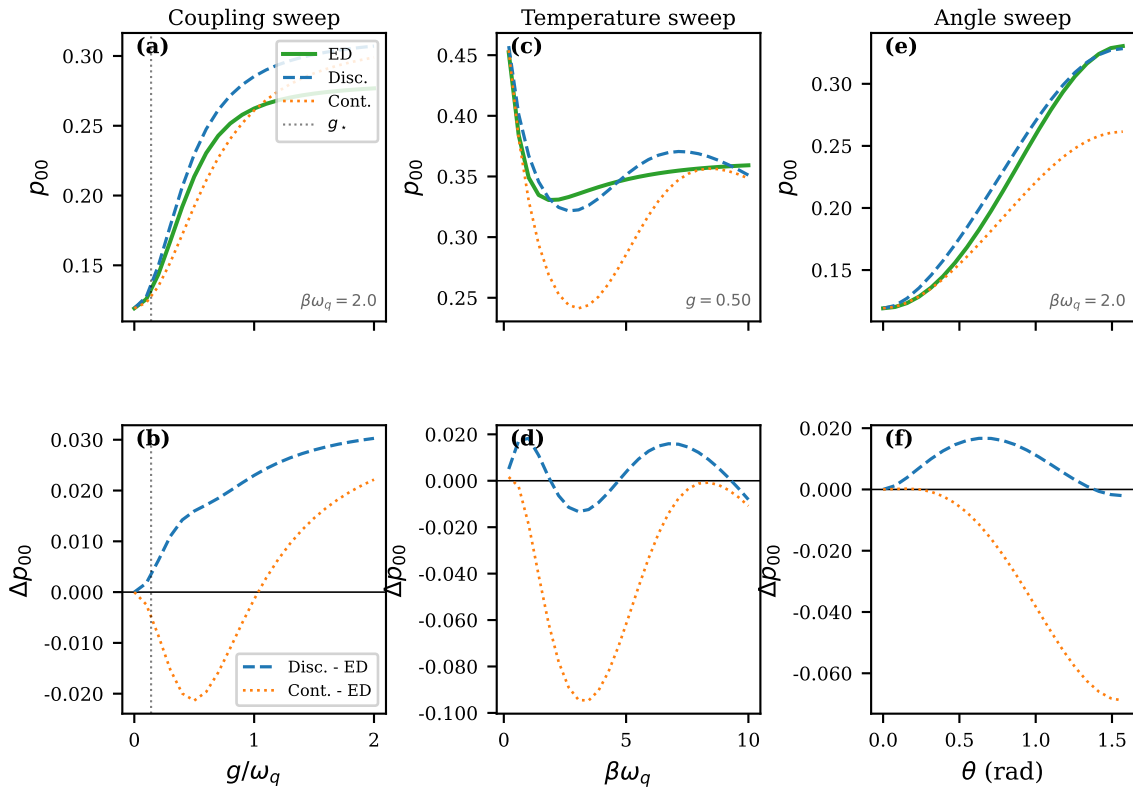 Coupling sweep
(a)
ED
Disc.
Cont.
g⋆
0.30
0.25
0.20
0.15
p00
βωq = 2.0
Temperature sweep
(c)
0.45
0.40
0.35
0.30
0.25
p00
g = 0.50
Angle sweep
(e)
0.30
0.25
0.20
0.15
p00
βωq = 2.0
(b)
0.030
0.020
0.010
0.000
-0.010
-0.020
Δp00
Disc. - ED
Cont. - ED
0
1
2
g/ωq
(d)
0.020
0.000
-0.020
-0.040
-0.060
-0.080
-0.100
Δp00
0
5
10
βωq
(f)
0.020
0.000
-0.020
-0.040
-0.060
Δp00
0.0
0.5
1.0
1.5
θ (rad)